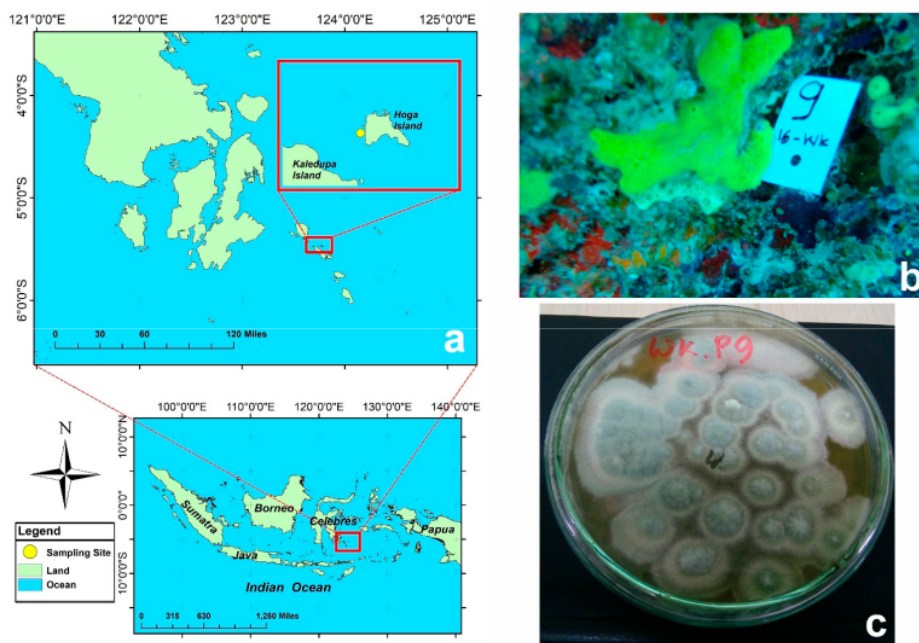 121°0'0"E 122°0'0"E 123°0'0"E 124°0'0"E 125°0'0"E
4°0'0"S
5°0'0"S
6°0'0"S
Hoga
Island
Kaledupa
Island
0 30 60 120 Miles
a
100°0'0"E 110°0'0"E 120°0'0"E 130°0'0"E 140°0'0"E
10°0'0"N
0°0'0"
10°0'0"S
Sumatra
Borneo
Celebres
Papua
Java
Indian Ocean
0 315 630 1,260 Miles
N
Legend
Sampling Site
Land
Ocean
9
16-WK
b
WK.P9
c